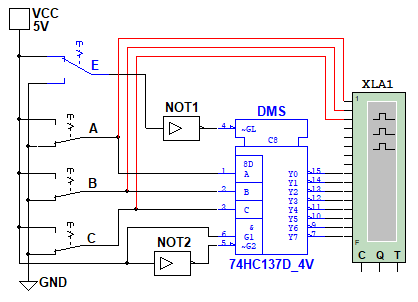 VCC
5V
XLA1
E
NOT1
DMS
1
4 ~GL
C8
A
8D
1 A Y0 15
Y1 14
B 2 B Y2 13
Y3 12
C 3 C Y4 11
Y5 10
& Y6 9
6 G1 Y7 7
NOT2 5 ~G2
F
74HC137D_4V
C Q T
GND